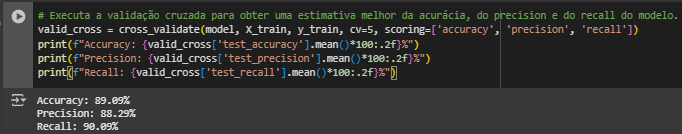 # Executa a validação cruzada para obter uma estimativa melhor da acurácia, do precision e do recall do modelo.
valid_cross = cross_validate(model, X_train, y_train, cv=5, scoring=['accuracy', 'precision', 'recall'])
print(f"Accuracy: {valid_cross['test_accuracy'].mean()*100:.2f}%")
print(f"Precision: {valid_cross['test_precision'].mean()*100:.2f}%")
print(f"Recall: {valid_cross['test_recall'].mean()*100:.2f}%")
Accuracy: 89.09%
Precision: 88.29%
Recall: 90.09%